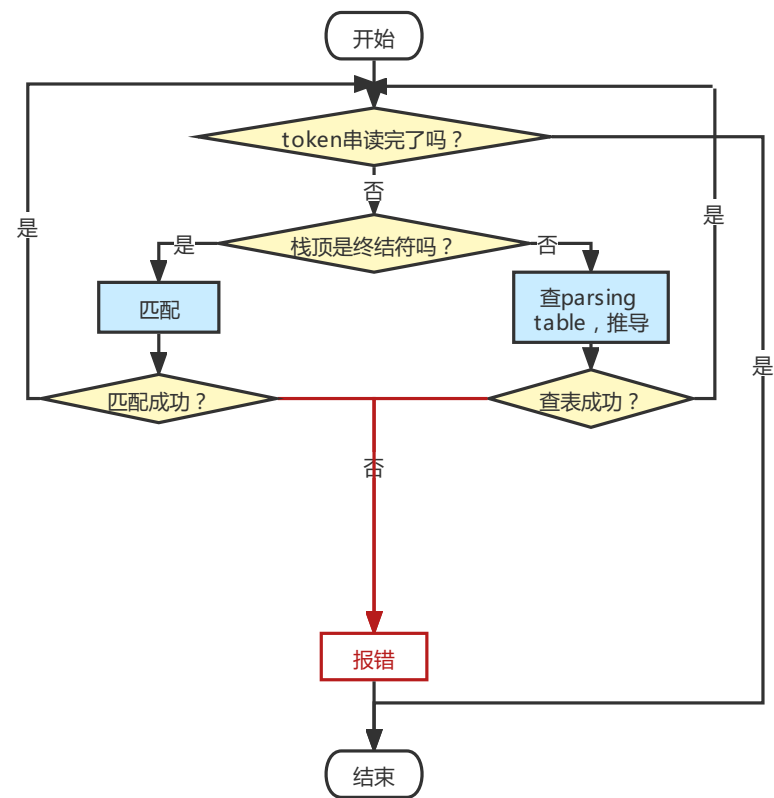 开始
token串读完了吗？
否
栈顶是终结符吗？
是
否
是
是
匹配
查parsing
table，推导
是
匹配成功？
查表成功？
否
报错
结束